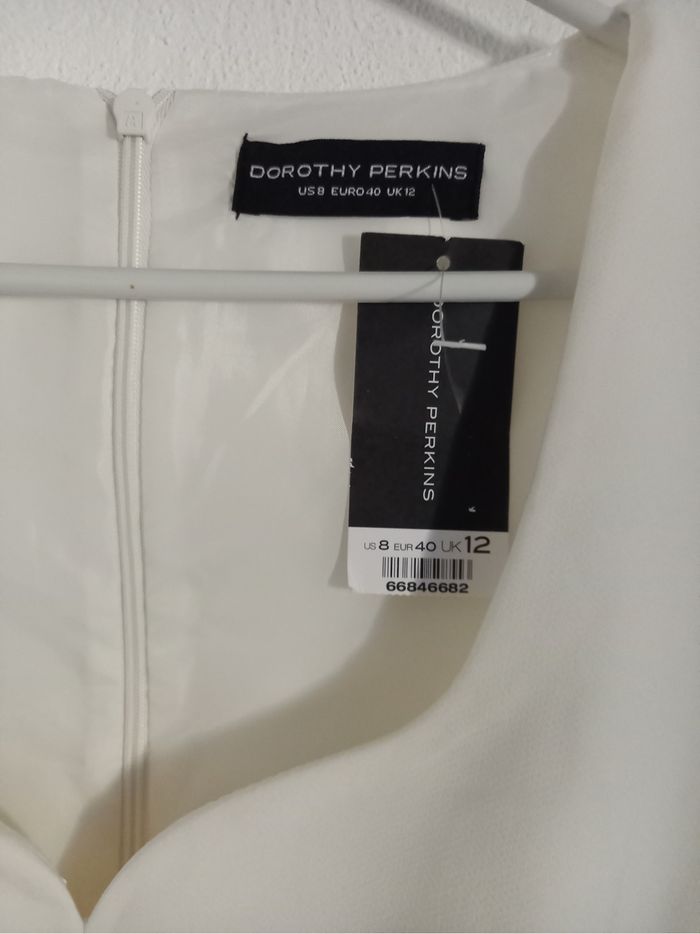 DOROTHY PERKINS
US 8 EURO 40 UK 12
DOROTHY PERKINS
US 8 EUR 40 UK 12
66846682